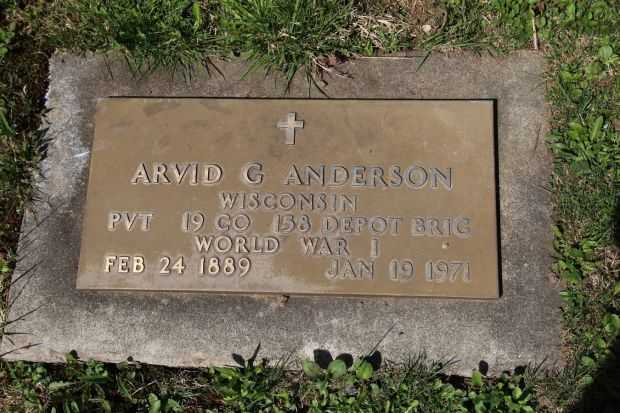 ARVID G ANDERSON
WISCONSIN
PVT 19 CO 158 DEPOT BRIG
WORLD WAR I
FEB 24 1889 JAN 19 1971